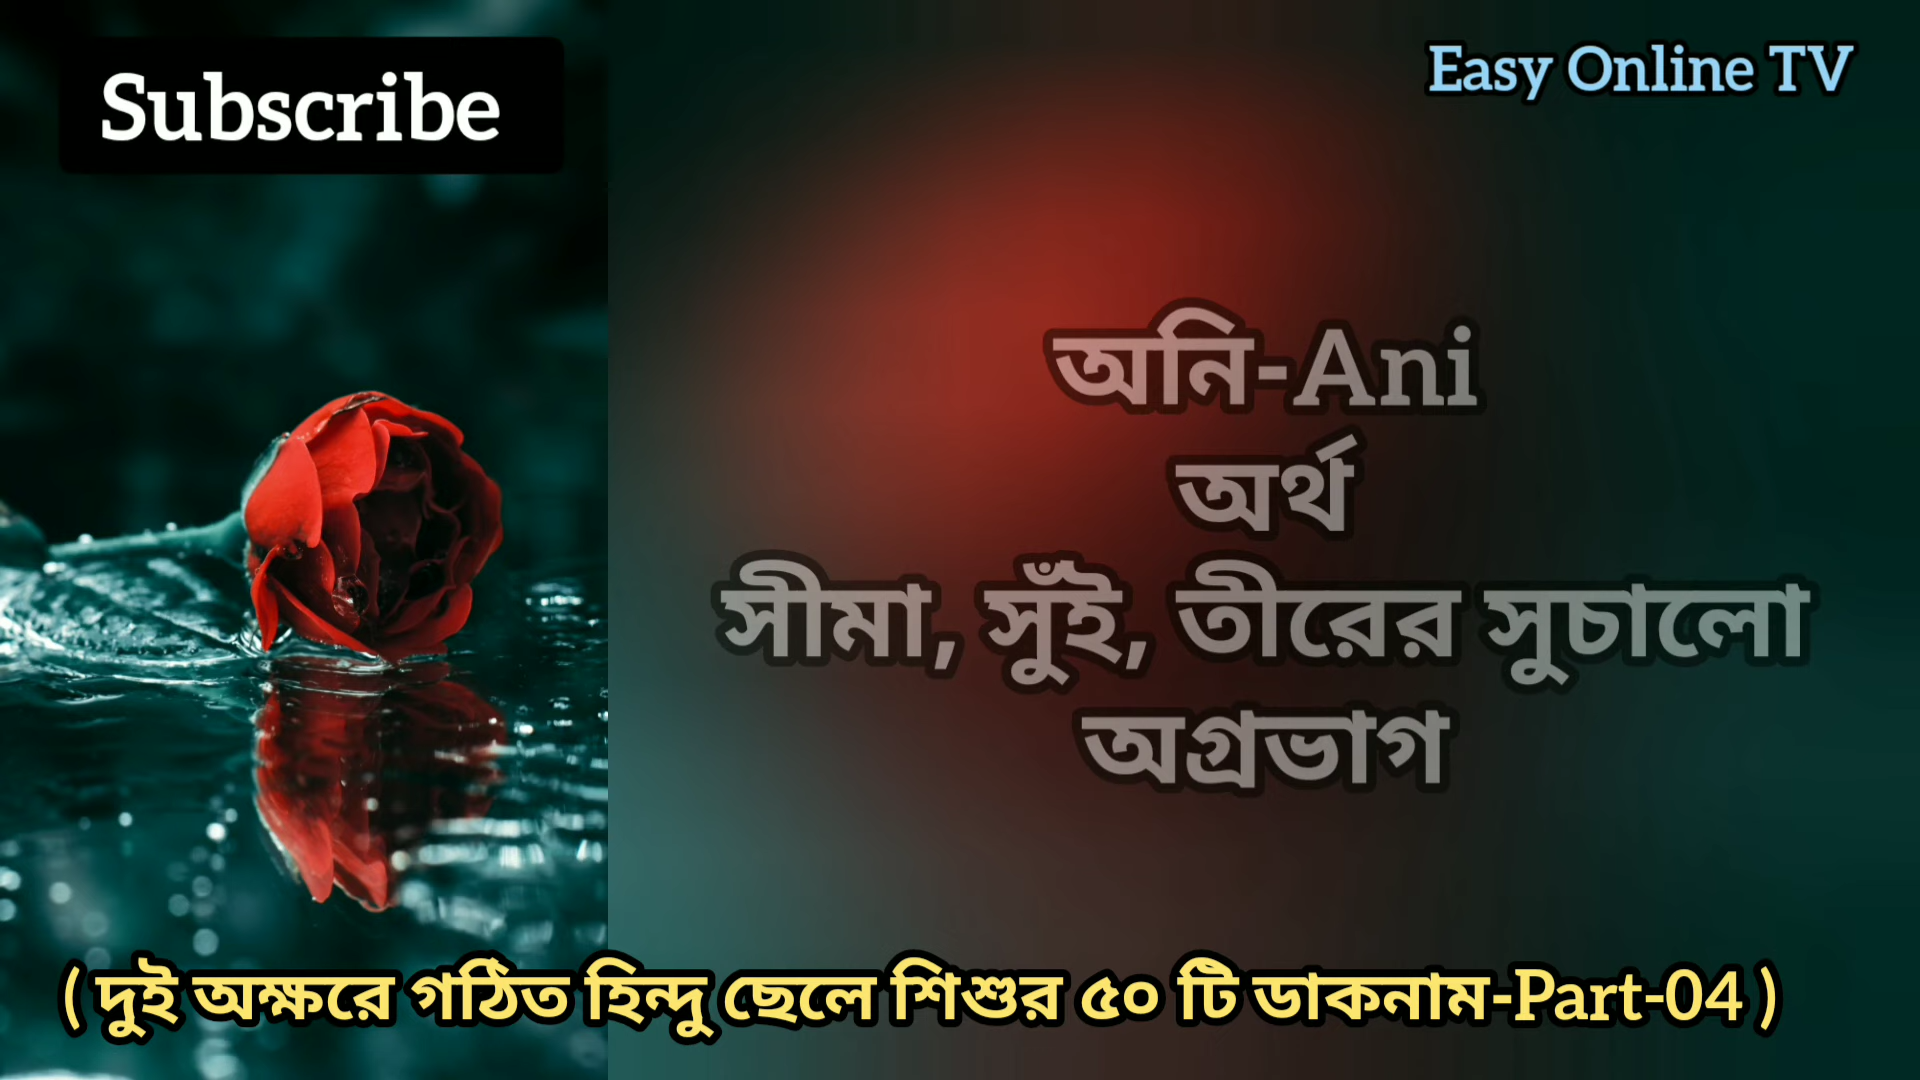 Subscribe
Easy Online TV
অনি-Ani
অর্থ
সীমা, সুঁই, তীরের সুচালো
অগ্রভাগ
( দুই অক্ষরে গঠিত হিন্দু ছেলে শিশুর ৫০ টি ডাকনাম-Part-04 )